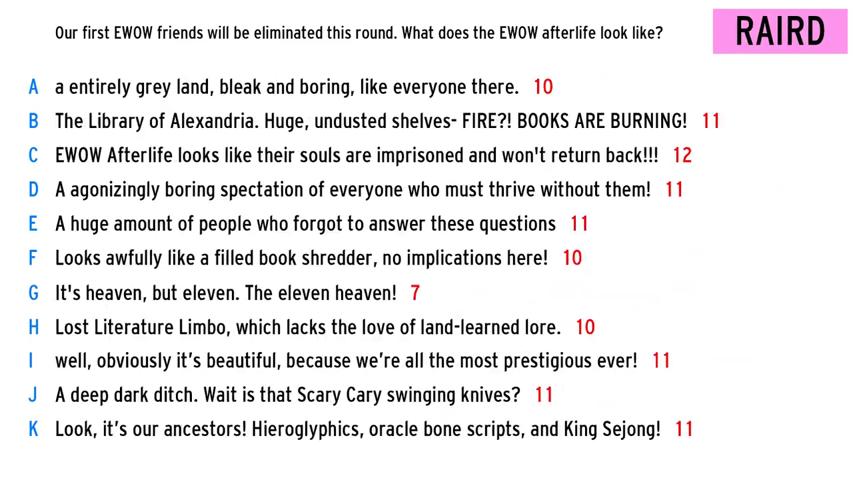 Our first EWOW friends will be eliminated this round. What does the EWOW afterlife look like?
RAIRD
A a entirely grey land, bleak and boring, like everyone there. 10
B The Library of Alexandria. Huge, undusted shelves- FIRE?! BOOKS ARE BURNING! 11
C EWOW Afterlife looks like their souls are imprisoned and won't return back!!! 12
D A agonizingly boring spectation of everyone who must thrive without them! 11
E A huge amount of people who forgot to answer these questions 11
F Looks awfully like a filled book shredder, no implications here! 10
G It's heaven, but eleven. The eleven heaven! 7
H Lost Literature Limbo, which lacks the love of land-learned lore. 10
I well, obviously it’s beautiful, because we’re all the most prestigious ever! 11
J A deep dark ditch. Wait is that Scary Cary swinging knives? 11
K Look, it’s our ancestors! Hieroglyphics, oracle bone scripts, and King Sejong! 11